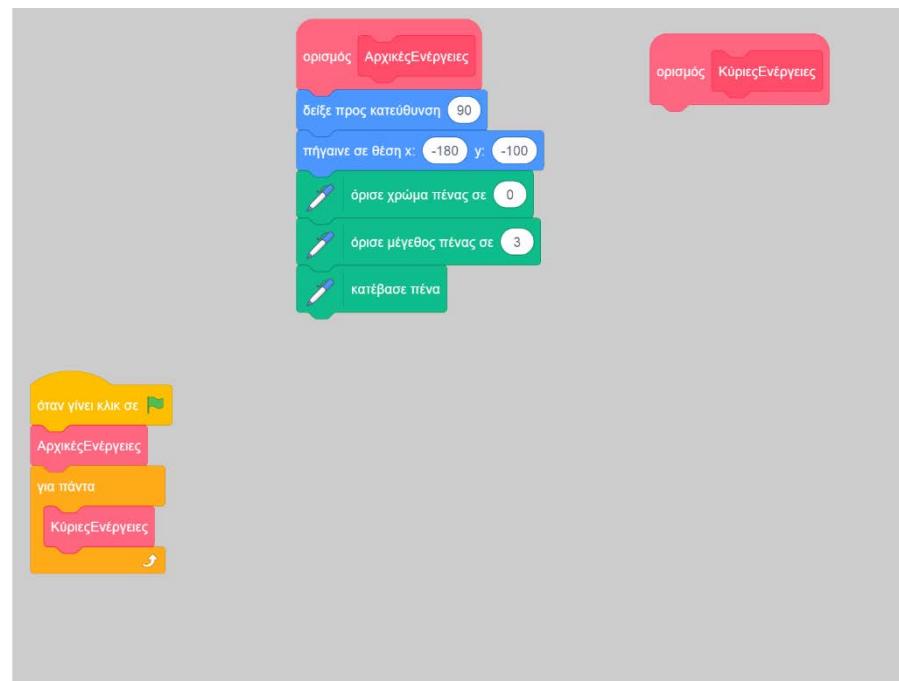 ορισμός ΑρχικέςΕνέργειες
δείξε προς κατεύθυνση 90
πήγαινε σε θέση x: -180 y: -100
όρισε χρώμα πένας σε 0
όρισε μέγεθος πένας σε 3
κατέβασε πένα
ορισμός ΚύριεςΕνέργειες
όταν γίνει κλικ σε
ΑρχικέςΕνέργειες
για πάντα
ΚύριεςΕνέργειες